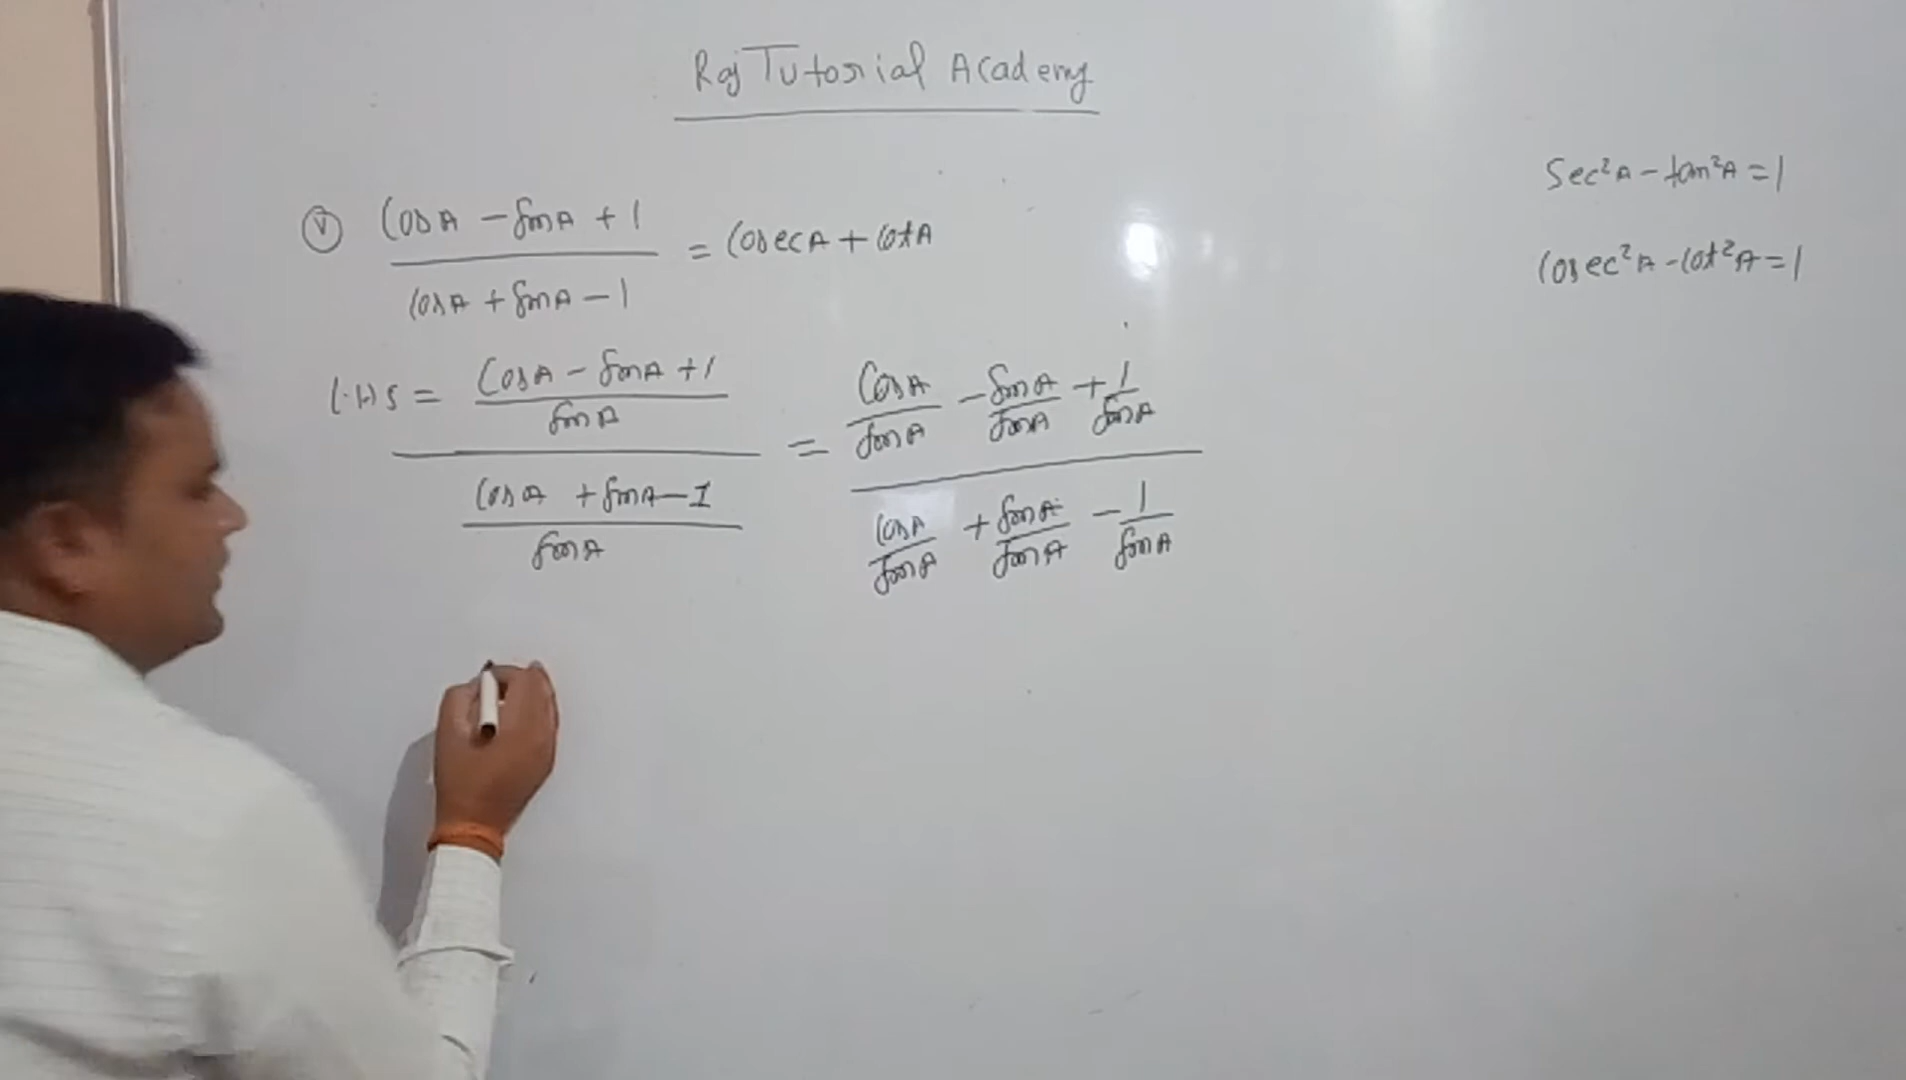 Raj Tutorial Academy
Sec²A - tan²A = 1
Cosec²A - Cot²A = 1
(v) (CosA - SinA + 1) / (CosA + SinA - 1) = CosecA + CotA
L.H.S = ((CosA - SinA + 1) / SinA) / ((CosA + SinA - 1) / SinA) = (CosA/SinA - SinA/SinA + 1/SinA) / (CosA/SinA + SinA/SinA - 1/SinA)